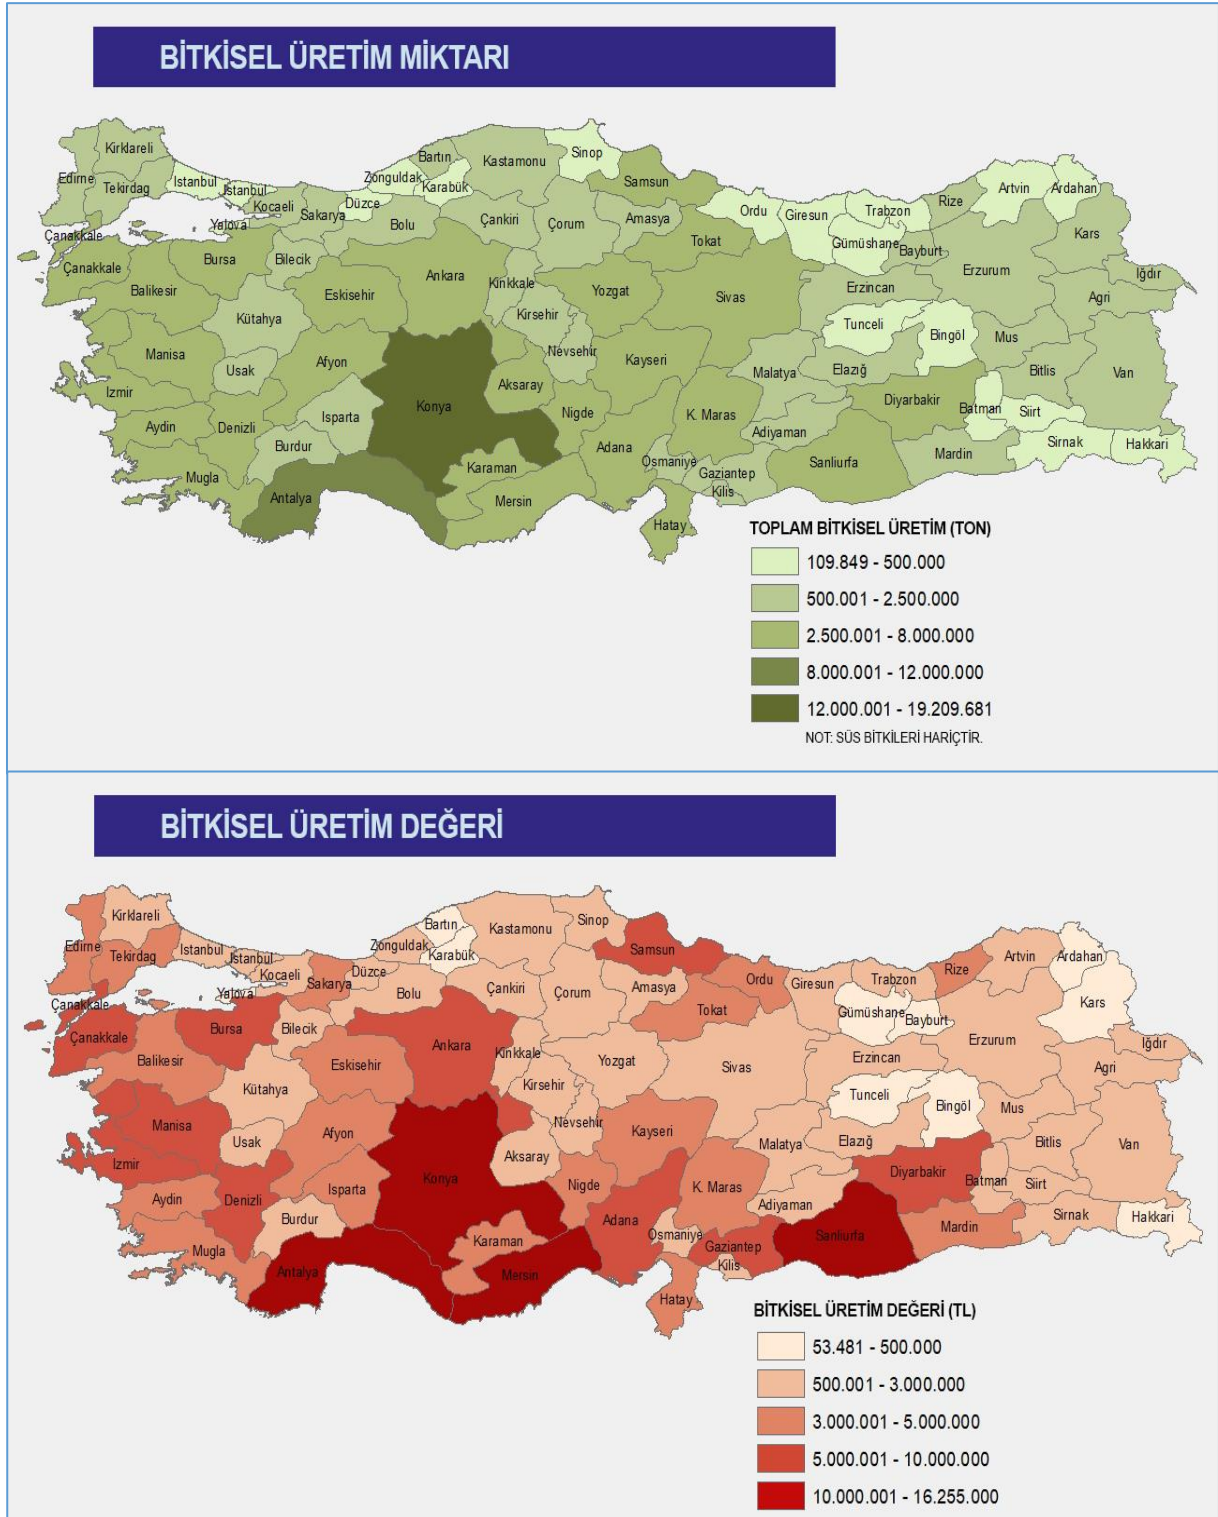 BİTKİSEL ÜRETİM MİKTARI
Kirklareli
Edirne
Tekirdag
Istanbul
Istanbul
Kocaeli
Yalova
Sakarya
Düzce
Zonguldak
Bartın
Karabük
Kastamonu
Sinop
Samsun
Bolu
Çankiri
Çorum
Amasya
Ordu
Giresun
Trabzon
Rize
Artvin
Ardahan
Gümüshane
Bayburt
Kars
Tokat
Erzurum
Iğdır
Çanakkale
Çanakkale
Bursa
Bilecik
Balikesir
Eskisehir
Ankara
Kinkkale
Yozgat
Sivas
Erzincan
Agri
Kütahya
Kirsehir
Tunceli
Bingöl
Mus
Manisa
Usak
Afyon
Nevsehir
Kayseri
Malatya
Elazığ
Bitlis
Van
Izmir
Aksaray
Konya
Isparta
Nigde
K. Maras
Diyarbakir
Batman
Siirt
Aydin
Denizli
Burdur
Adana
Adiyaman
Sirnak
Hakkari
Osmaniye
Gaziantep
Sanliurfa
Mardin
Mugla
Antalya
Karaman
Mersin
Kilis
Hatay
TOPLAM BİTKİSEL ÜRETİM (TON)
109.849 - 500.000
500.001 - 2.500.000
2.500.001 - 8.000.000
8.000.001 - 12.000.000
12.000.001 - 19.209.681
NOT: SÜS BİTKİLERİ HARİÇTİR.
BİTKİSEL ÜRETİM DEĞERİ
Kirklareli
Edirne
Tekirdag
Istanbul
Istanbul
Kocaeli
Yalova
Sakarya
Düzce
Zonguldak
Bartın
Karabük
Kastamonu
Sinop
Samsun
Bolu
Çankiri
Çorum
Amasya
Ordu
Giresun
Trabzon
Rize
Artvin
Ardahan
Gümüshane
Bayburt
Kars
Tokat
Erzurum
Iğdır
Çanakkale
Çanakkale
Bursa
Bilecik
Balikesir
Eskisehir
Ankara
Kinkkale
Yozgat
Sivas
Erzincan
Agri
Kütahya
Kirsehir
Tunceli
Bingöl
Mus
Manisa
Usak
Afyon
Nevsehir
Kayseri
Malatya
Elazığ
Bitlis
Van
Izmir
Aksaray
Konya
Isparta
Nigde
K. Maras
Diyarbakir
Batman
Siirt
Aydin
Denizli
Burdur
Adana
Adiyaman
Sirnak
Hakkari
Osmaniye
Gaziantep
Sanliurfa
Mardin
Mugla
Antalya
Karaman
Mersin
Kilis
Hatay
BİTKİSEL ÜRETİM DEĞERİ (TL)
53.481 - 500.000
500.001 - 3.000.000
3.000.001 - 5.000.000
5.000.001 - 10.000.000
10.000.001 - 16.255.000